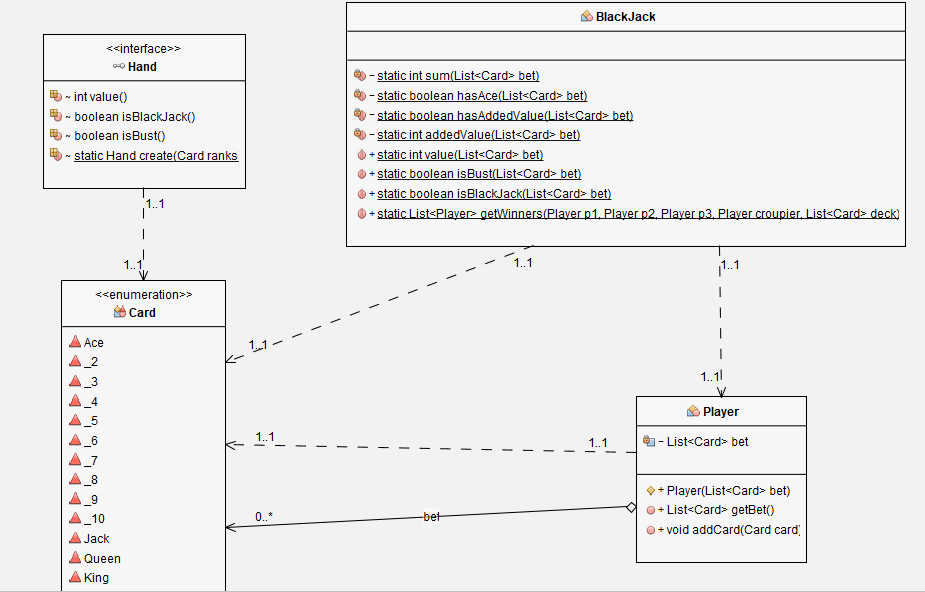 <<interface>>
Hand
~ int value()
~ boolean isBlackJack()
~ boolean isBust()
~ static Hand create(Card ranks
BlackJack
- static int sum(List<Card> bet)
- static boolean hasAce(List<Card> bet)
- static boolean hasAddedValue(List<Card> bet)
- static int addedValue(List<Card> bet)
+ static int value(List<Card> bet)
+ static boolean isBust(List<Card> bet)
+ static boolean isBlackJack(List<Card> bet)
+ static List<Player> getWinners(Player p1, Player p2, Player p3, Player croupier, List<Card> deck)
1..1
1..1
1..1
1..1
1..1
1..1
<<enumeration>>
Card
Ace
_2
_3
_4
_5
_6
_7
_8
_9
_10
Jack
Queen
King
1..1
1..1
0..*
bet
Player
- List<Card> bet
+ Player(List<Card> bet)
+ List<Card> getBet()
+ void addCard(Card card)